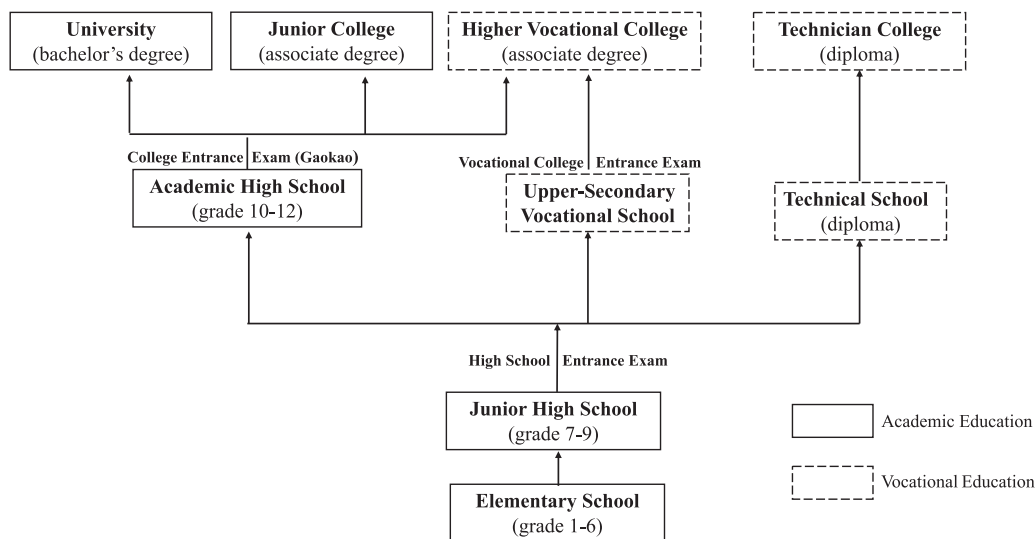 University
(bachelor’s degree)
Junior College
(associate degree)
Higher Vocational College
(associate degree)
Technician College
(diploma)
College Entrance Exam (Gaokao)
Vocational College Entrance Exam
Academic High School
(grade 10-12)
Upper-Secondary
Vocational School
Technical School
(diploma)
High School Entrance Exam
Junior High School
(grade 7-9)
Elementary School
(grade 1-6)
Academic Education
Vocational Education